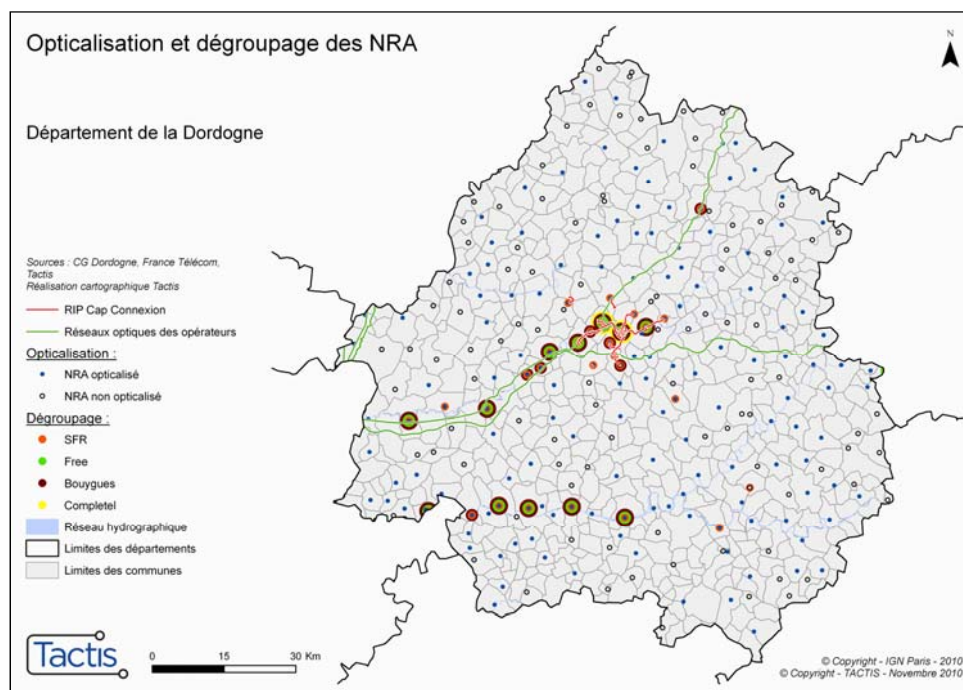 Opticalisation et dégroupage des NRA
N
Département de la Dordogne
Sources : CG Dordogne, France Télécom,
Tactis
Réalisation cartographique Tactis
RIP Cap Connexion
Réseaux optiques des opérateurs
Opticalisation :
NRA opticalisé
NRA non opticalisé
Dégroupage :
SFR
Free
Bouygues
Completel
Réseau hydrographique
Limites des départements
Limites des communes
Tactis
0 15 30 Km
© Copyright - IGN Paris - 2010
© Copyright - TACTIS - Novembre 2010